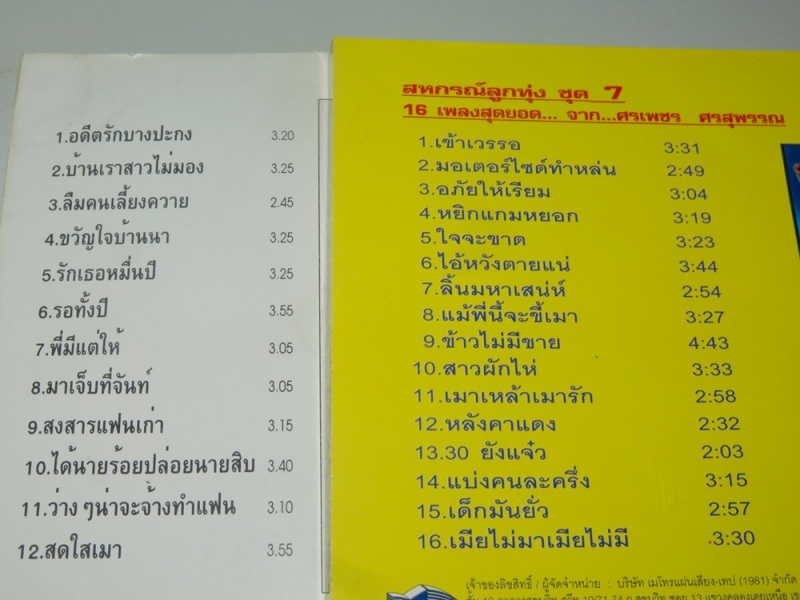 1.อดีตรักบางปะกง 3.20
2.บ้านเราสาวไม่มอง 3.25
3.ลืมคนเลี้ยงควาย 2.45
4.ขวัญใจบ้านนา 3.25
5.รักเธอหมื่นปี 3.25
6.รอทั้งปี 3.55
7.พี่มีแต่ให้ 3.05
8.มาเจ็บที่จันท์ 3.05
9.สงสารแฟนเก่า 3.15
10.ได้นายร้อยปล่อยนายสิบ 3.40
11.ว่าง ๆน่าจะจ้างทำแฟน 3.10
12.สดใสเมา 3.55
สหกรณ์ลูกทุ่ง ชุด 7
16 เพลงสุดยอด... จาก...ศรเพชร ศรสุพรรณ
1.เข้าเวรรอ 3:31
2.มอเตอร์ไซด์ทำหล่น 2:49
3.อภัยให้เรียม 3:04
4.หยิกแกมหยอก 3:19
5.ใจจะขาด 3:23
6.ไอ้หวังตายแน่ 3:44
7.ลิ้นมหาเสน่ห์ 2:54
8.แม้พี่นี้จะขี้เมา 3:27
9.ข้าวไม่มีขาย 4:43
10.สาวผักไห่ 3:33
11.เมาเหล้าเมารัก 2:58
12.หลังคาแดง 2:32
13.30 ยังแจ๋ว 2:03
14.แบ่งคนละครึ่ง 3:15
15.เด็กมันยั่ว 2:57
16.เมียไม่มาเมียไม่มี 3:30
เจ้าของลิขสิทธิ์ / ผู้จัดจำหน่าย : บริษัท เมโทรแผ่นเสียง-เทป (1981) จำกัด